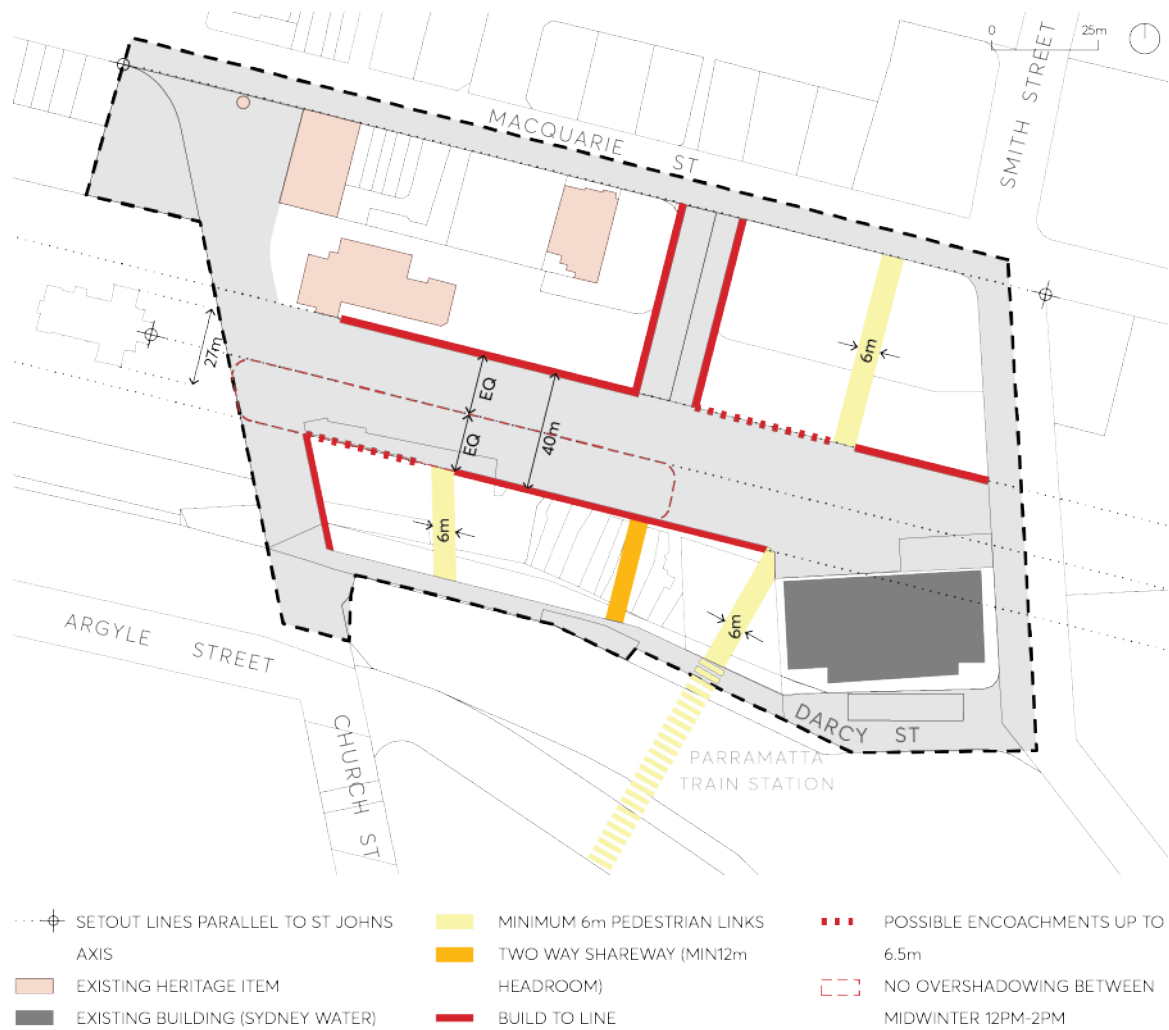 0 25m
SMITH STREET
MACQUARIE ST
27m
EQ
EQ
40m
6m
6m
6m
ARGYLE STREET
CHURCH ST
DARCY ST
PARRAMATTA
TRAIN STATION
SETOUT LINES PARALLEL TO ST JOHNS
AXIS
EXISTING HERITAGE ITEM
EXISTING BUILDING (SYDNEY WATER)
MINIMUM 6m PEDESTRIAN LINKS
TWO WAY SHAREWAY (MIN12m
HEADROOM)
BUILD TO LINE
POSSIBLE ENCOACHMENTS UP TO
6.5m
NO OVERSHADOWING BETWEEN
MIDWINTER 12PM-2PM